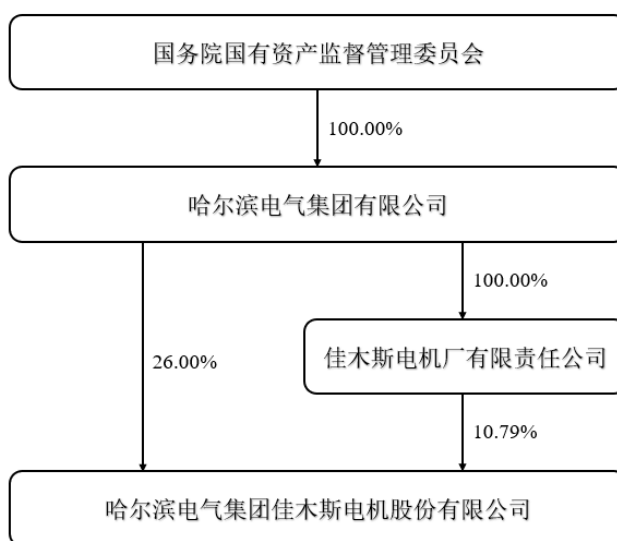 国务院国有资产监督管理委员会
100.00%
哈尔滨电气集团有限公司
100.00%
26.00%
佳木斯电机厂有限责任公司
10.79%
哈尔滨电气集团佳木斯电机股份有限公司